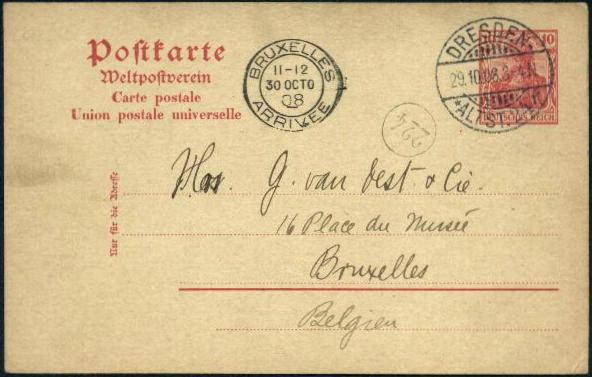 Postkarte
Weltpostverein
Carte postale
Union postale universelle
BRUXELLES
11-12
30 OCTO
08
ARRIVÉE
DRESDEN-
29.10.08.
*ALTST.
10
DEUTSCHES REICH
224
G. van Oest & Cie.
16 Place du Musée
Bruxelles
Belgien
Nur für die Adresse